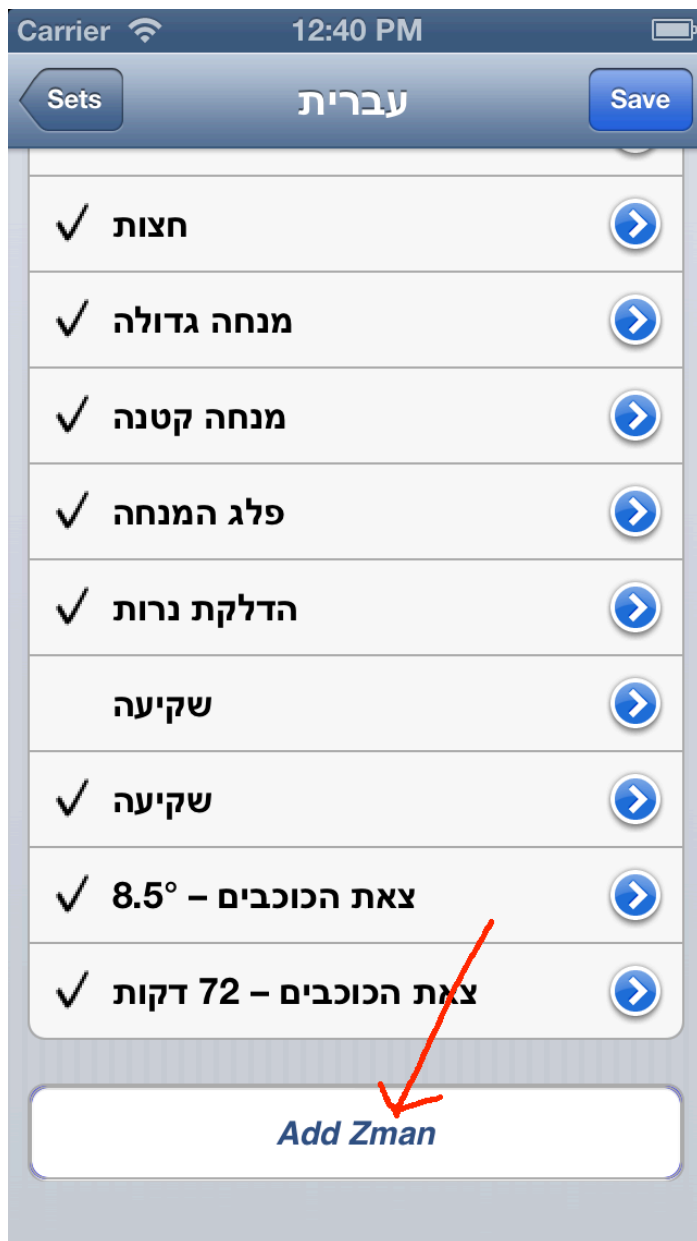 Carrier 12:40 PM
Sets עברית Save
חצות
מנחה גדולה
מנחה קטנה
פלג המנחה
הדלקת נרות
שקיעה
שקיעה
צאת הכוכבים – 8.5°
צאת הכוכבים – 72 דקות
Add Zman